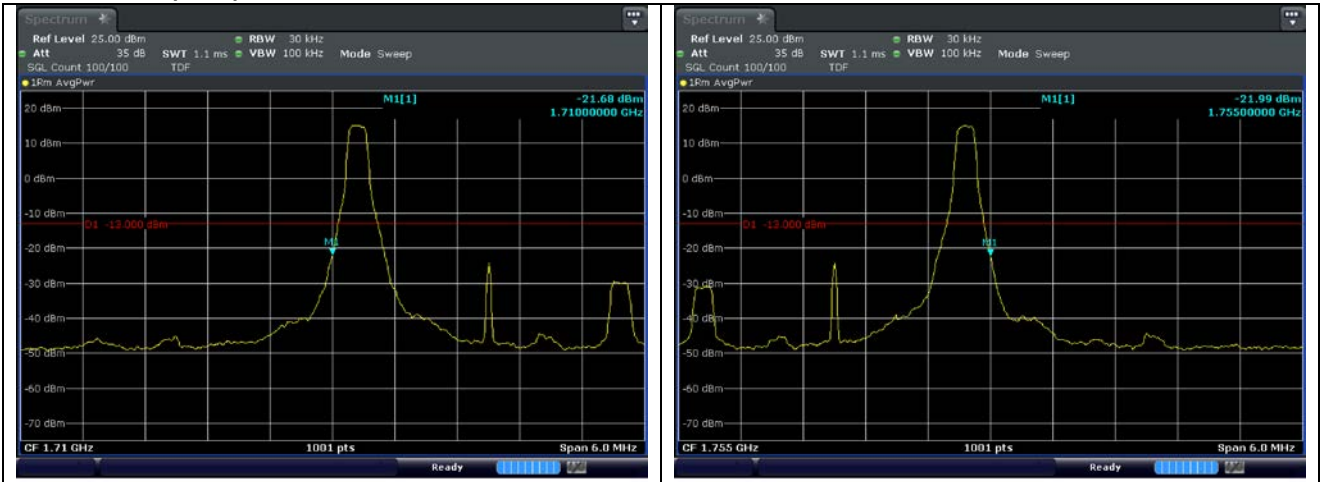 Spectrum
Ref Level 25.00 dBm RBW 30 kHz
Att 35 dB SWT 1.1 ms VBW 100 kHz Mode Sweep
SGL Count 100/100 TDF
1Rm AvgPwr
M1[1] -21.68 dBm
1.71000000 GHz
20 dBm
10 dBm
0 dBm
-10 dBm
D1 -13.000 dBm
-20 dBm
M1
-30 dBm
-40 dBm
-50 dBm
-60 dBm
-70 dBm
CF 1.71 GHz 1001 pts Span 6.0 MHz
Ready
Spectrum
Ref Level 25.00 dBm RBW 30 kHz
Att 35 dB SWT 1.1 ms VBW 100 kHz Mode Sweep
SGL Count 100/100 TDF
1Rm AvgPwr
M1[1] -21.99 dBm
1.75500000 GHz
20 dBm
10 dBm
0 dBm
-10 dBm
D1 -13.000 dBm
-20 dBm
M1
-30 dBm
-40 dBm
-50 dBm
-60 dBm
-70 dBm
CF 1.755 GHz 1001 pts Span 6.0 MHz
Ready